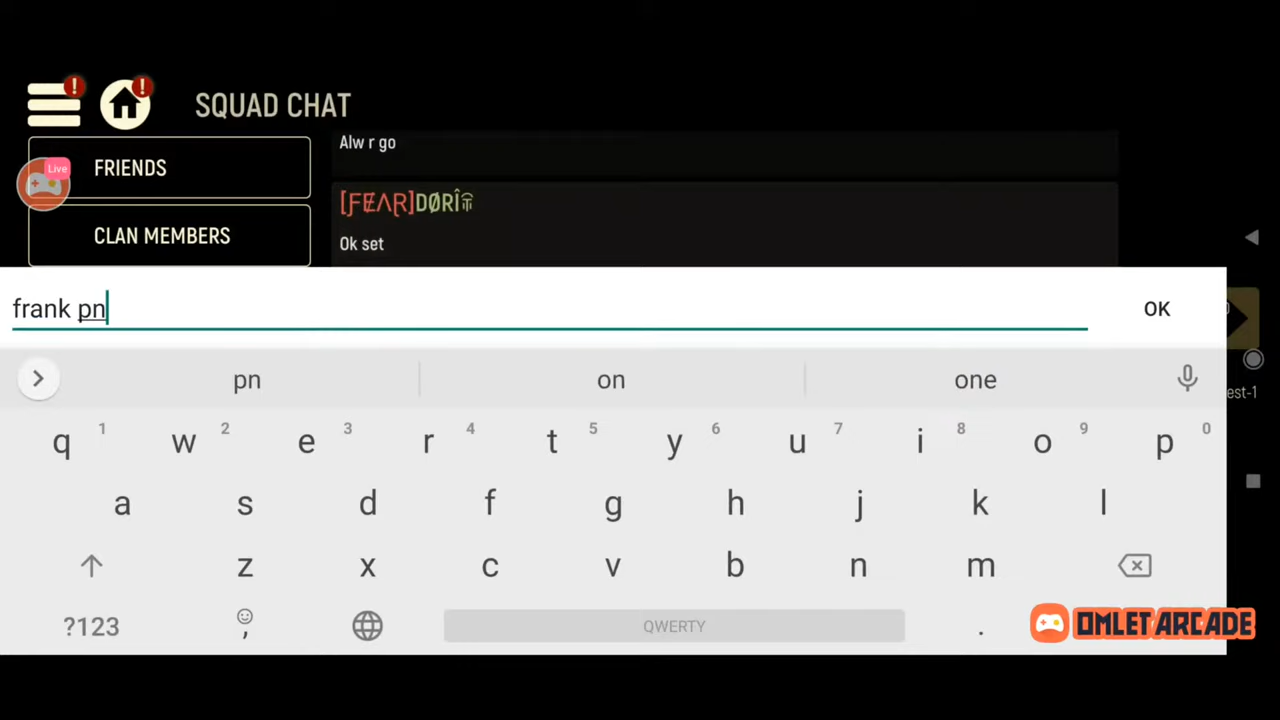 SQUAD CHAT
Alw r go
FRIENDS
Live
[ƑɆɅⱤ]DØRÎ
Ok set
CLAN MEMBERS
frank pn
OK
est-1
pn on one
q 1 w 2 e 3 r 4 t 5 y 6 u 7 i 8 o 9 p 0
a s d f g h j k l
z x c v b n m
?123 , QWERTY .
OMLET ARCADE